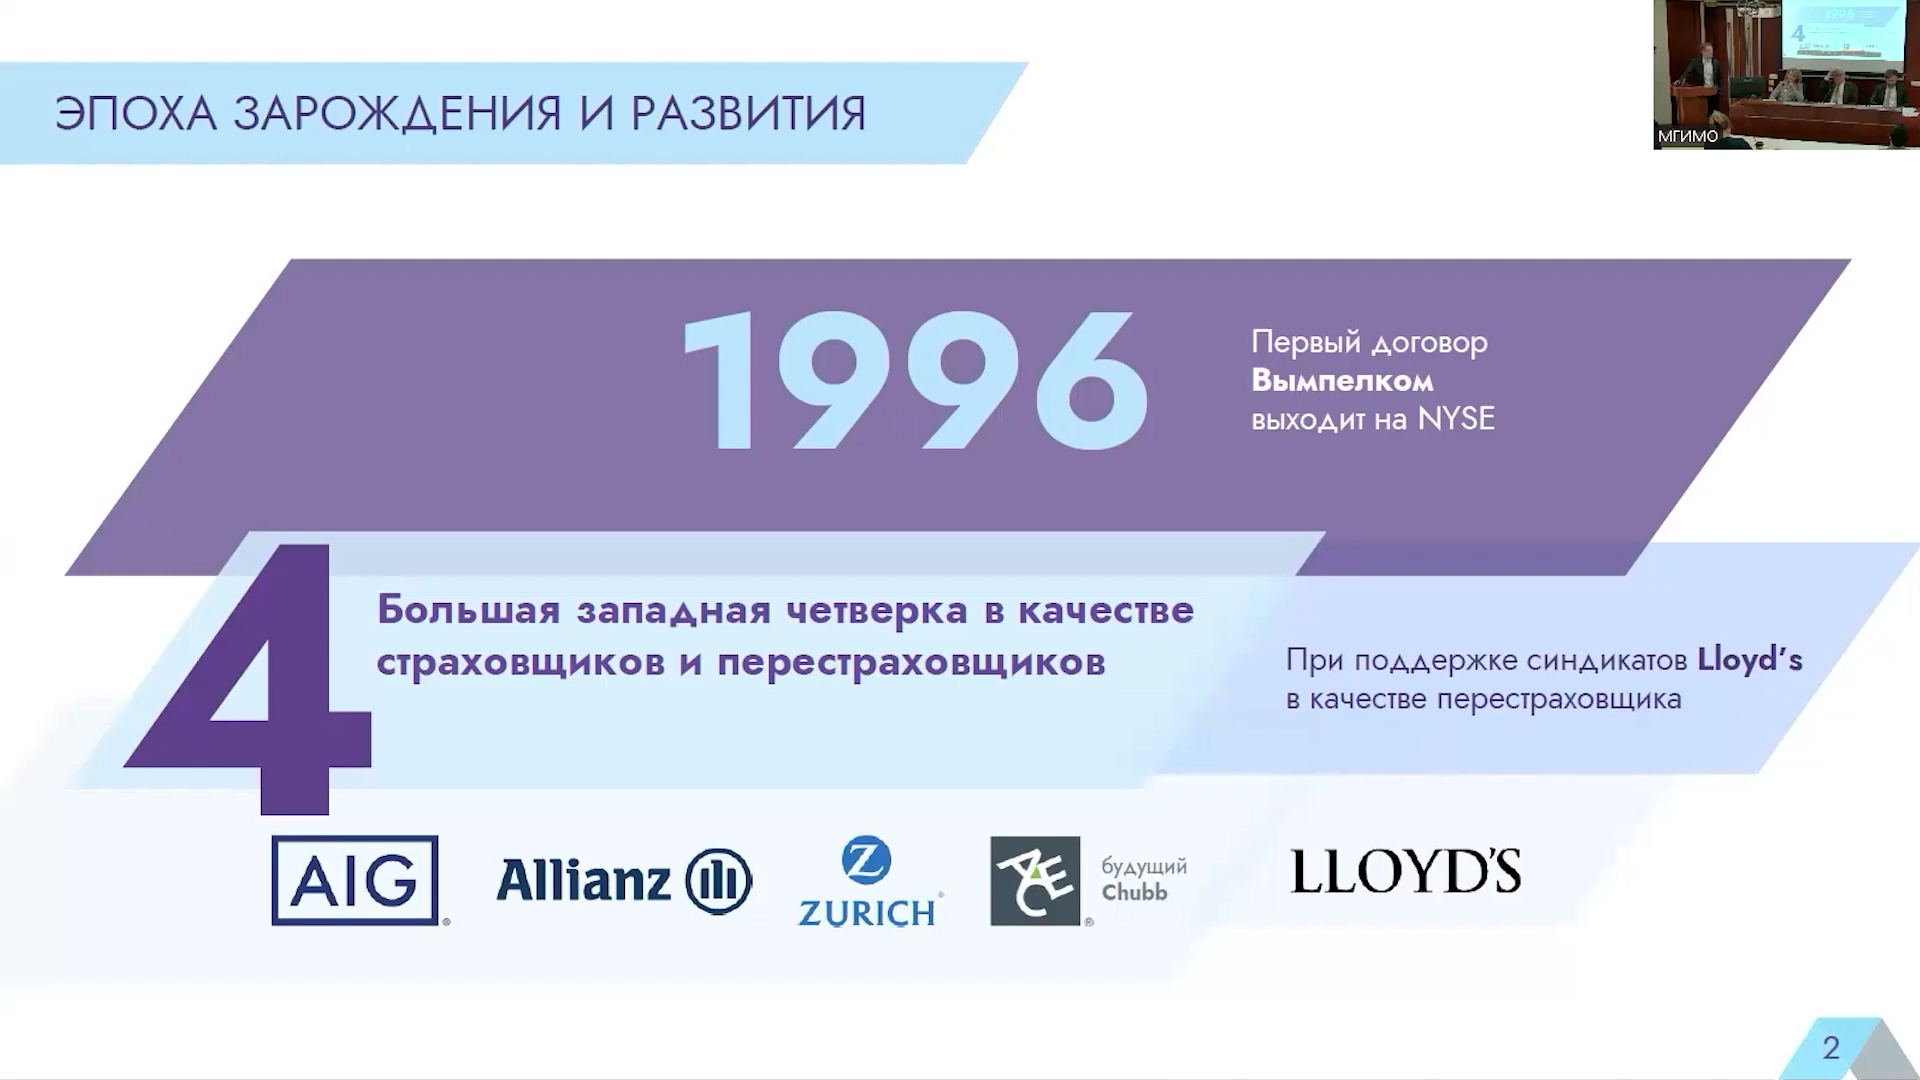 МГИМО
ЭПОХА ЗАРОЖДЕНИЯ И РАЗВИТИЯ
1996
Первый договор
Вымпелком
выходит на NYSE
4
Большая западная четверка в качестве
страховщиков и перестраховщиков
При поддержке синдикатов Lloyd’s
в качестве перестраховщика
AIG
Allianz
Z
ZURICH
ACE
будущий
Chubb
LLOYD'S
2